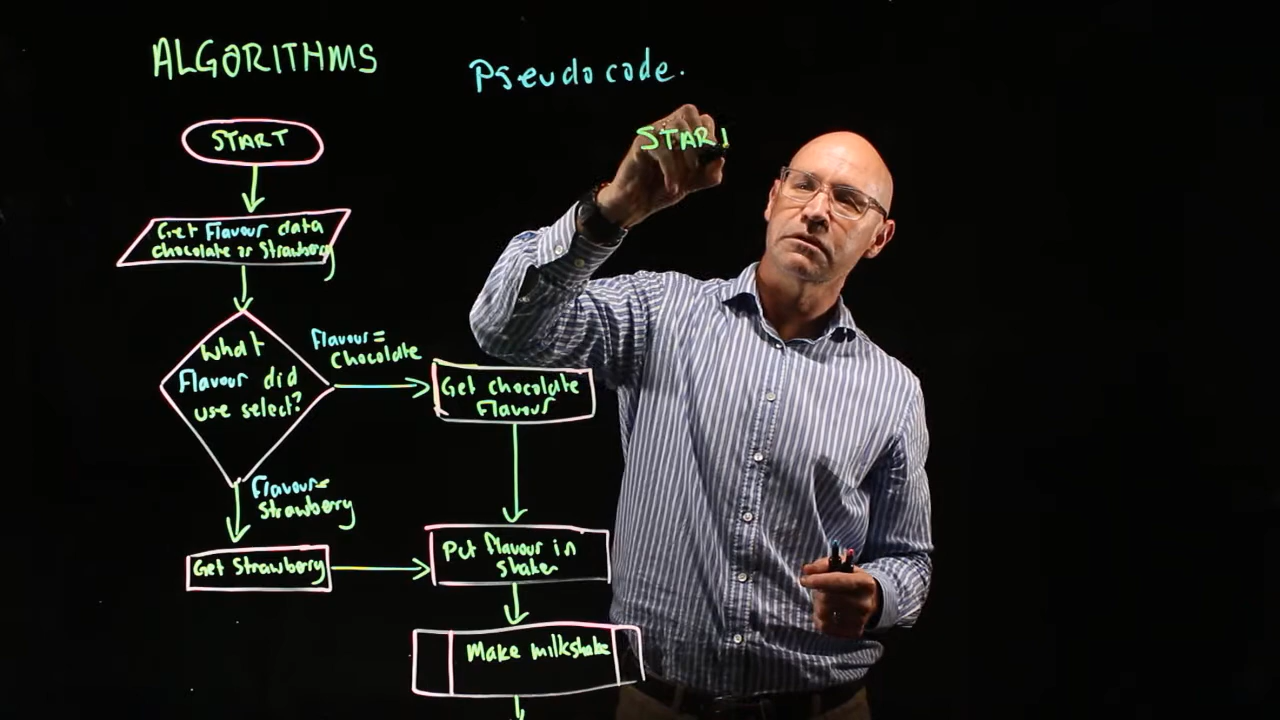 ALGORITHMS
Pseudocode.
START
START
Get Flavour data
chocolate or Strawberry
What
Flavour did
use select?
Flavour =
Chocolate
Get chocolate
Flavour
Flavour=
Strawberry
Get Strawberry
Put flavour in
shaker
Make milkshake